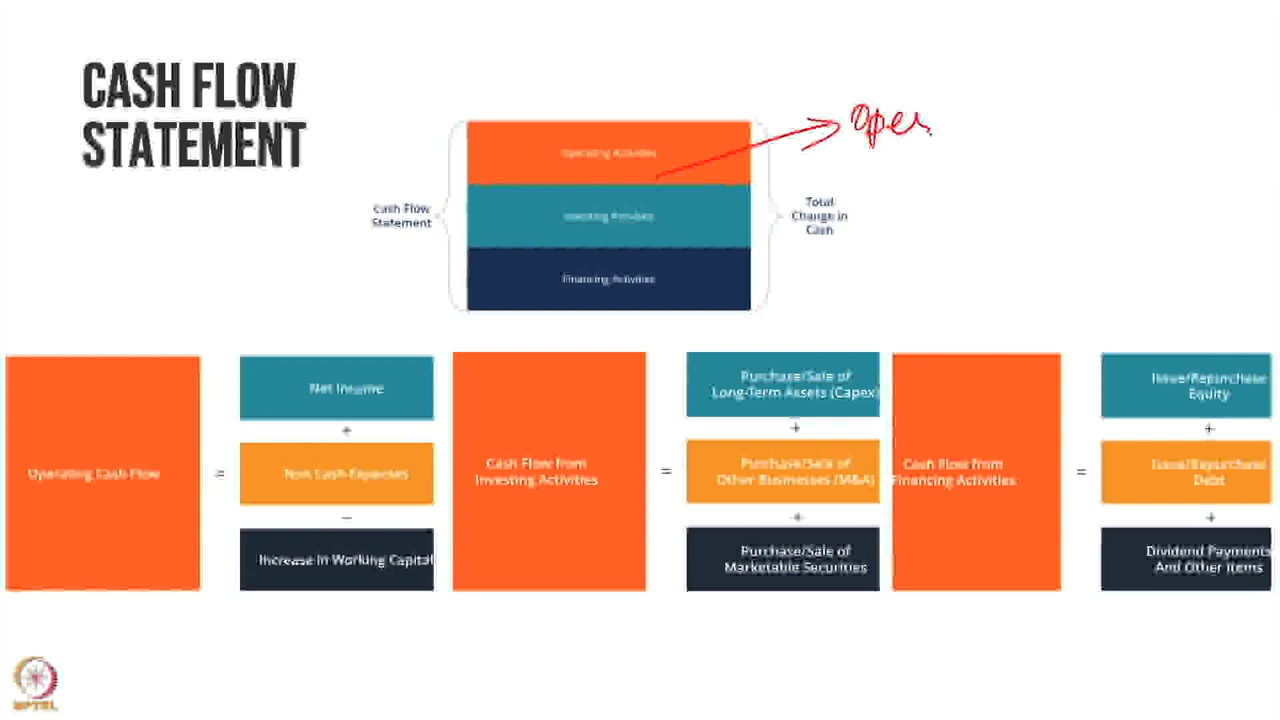 CASH FLOW
STATEMENT
Oper
Operating Activities
Cash Flow
Statement
Investing Activities
Total
Change in
Cash
Financing Activities
Operating Cash Flow
=
Net Income
+
Non Cash Expenses
−
Increase in Working Capital
Cash Flow from
Investing Activities
=
Purchase/Sale of
Long-Term Assets (Capex)
+
Purchase/Sale of
Other Businesses (M&A)
+
Purchase/Sale of
Marketable Securities
Cash Flow from
Financing Activities
=
Issue/Repurchase
Equity
+
Issue/Repurchase
Debt
+
Dividend Payments
And Other Items
NPTEL